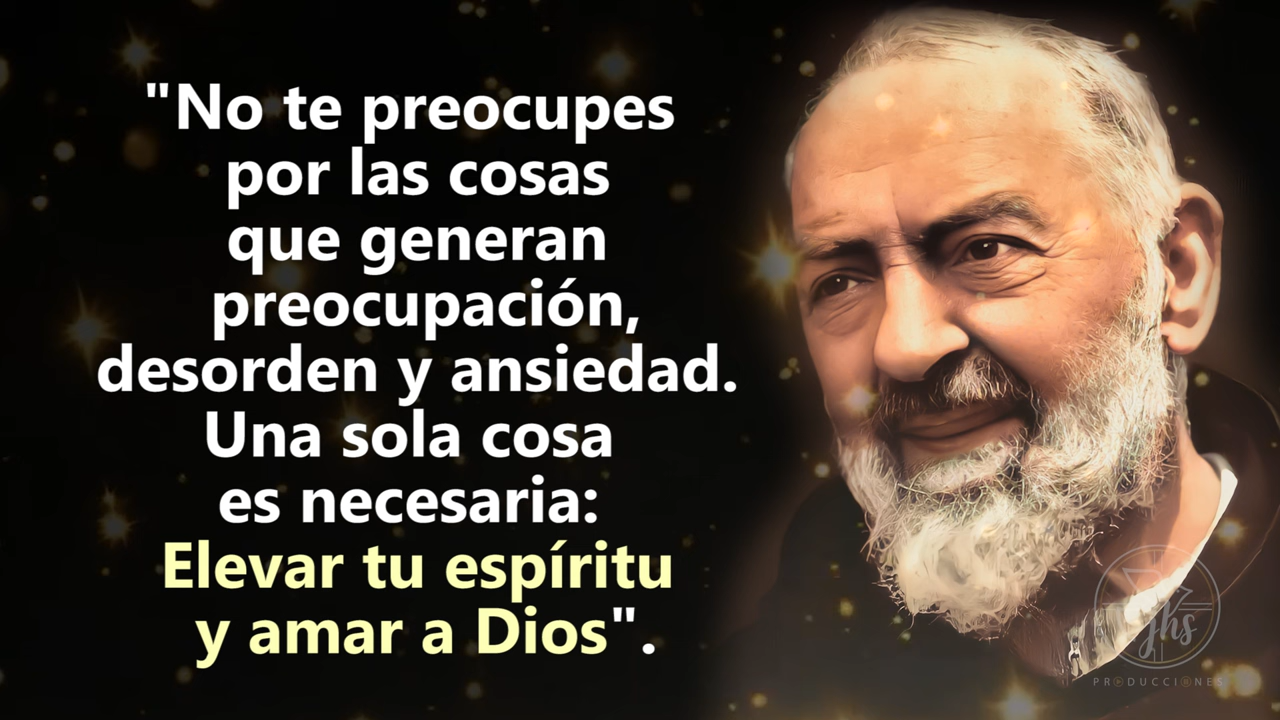 "No te preocupes
por las cosas
que generan
preocupación,
desorden y ansiedad.
Una sola cosa
es necesaria:
Elevar tu espíritu
y amar a Dios".
jhs
PRODUCCIONES